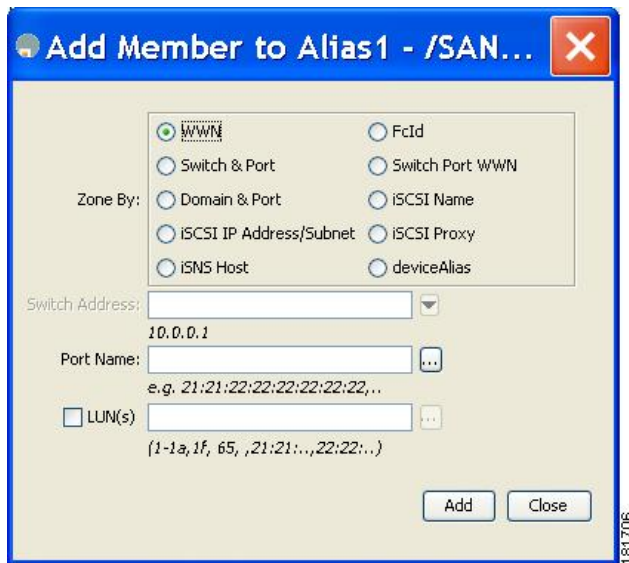 Add Member to Alias1 - /SAN...
Zone By:
WWN
FcId
Switch & Port
Switch Port WWN
Domain & Port
iSCSI Name
iSCSI IP Address/Subnet
iSCSI Proxy
iSNS Host
deviceAlias
Switch Address:
10.0.0.1
Port Name:
...
e.g. 21:21:22:22:22:22:22:22,..
LUN(s)
...
(1-1a,1f, 65, ,21:21:..,22:22:..)
Add
Close
181706